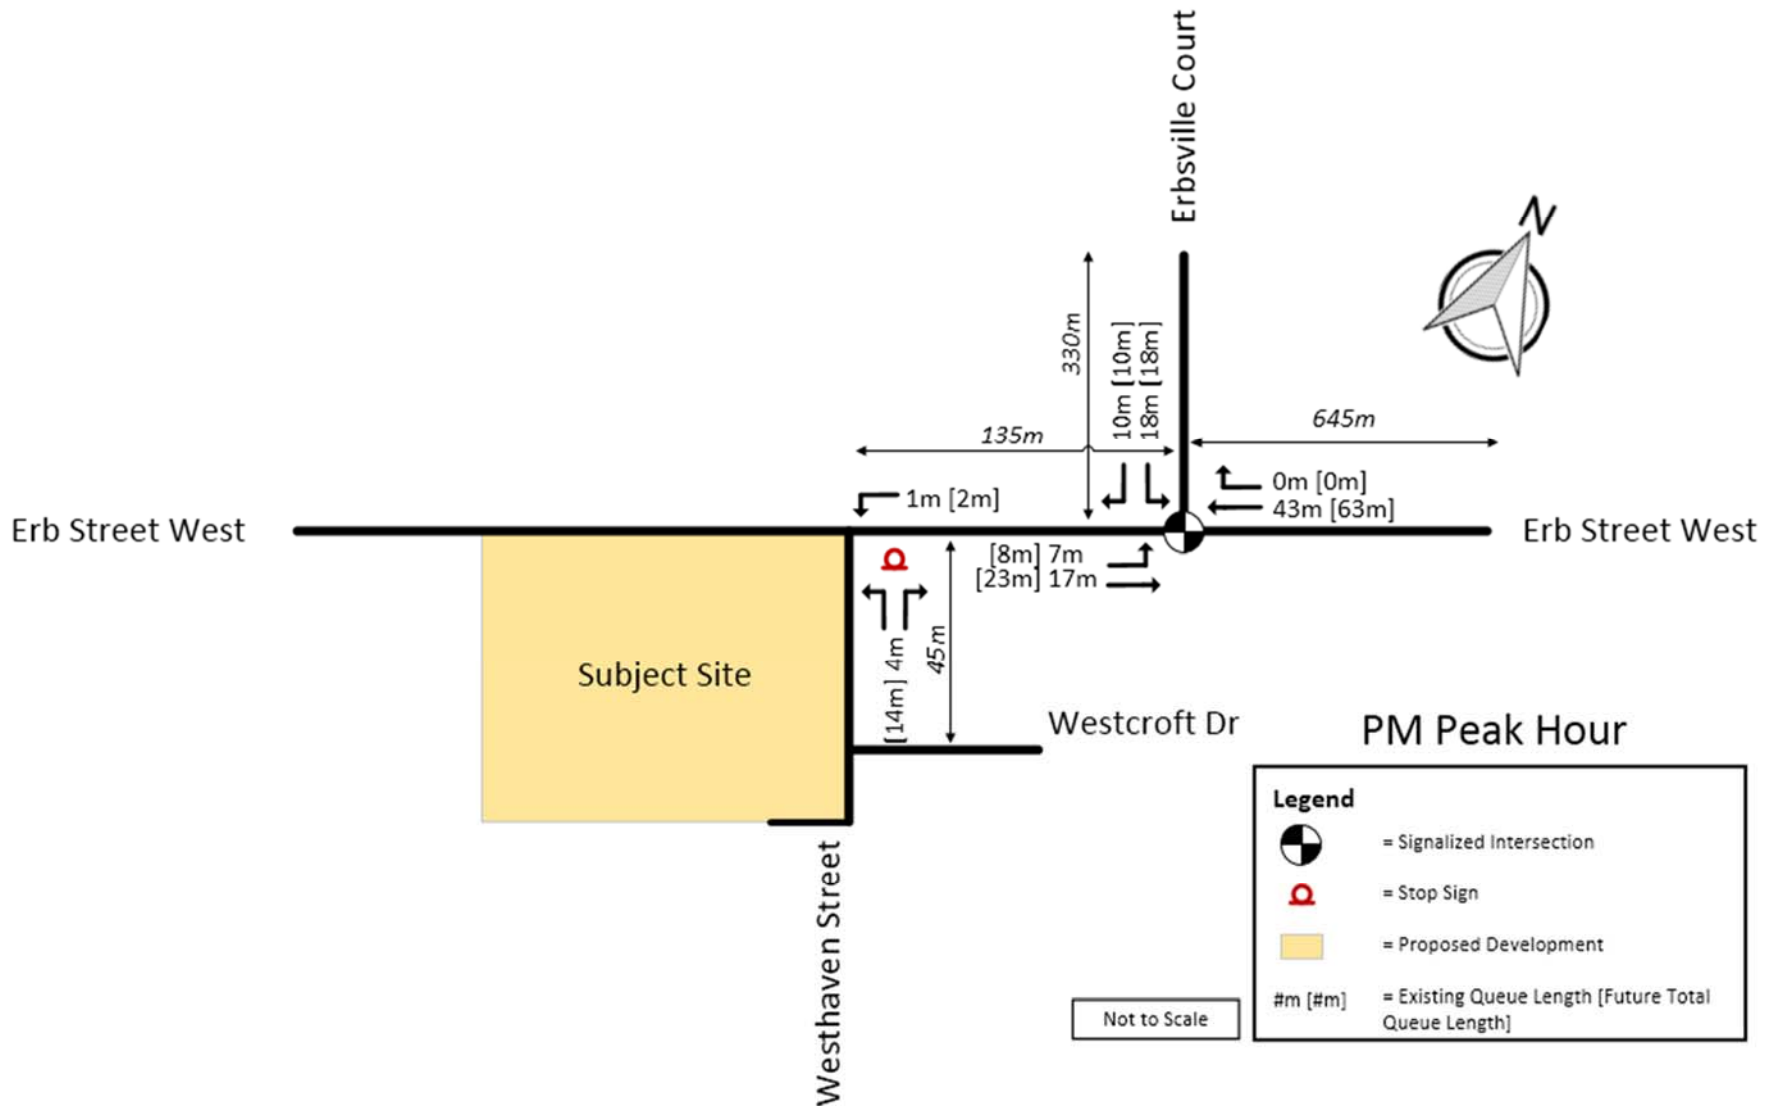 Erbsville Court
N
330m
10m [10m]
18m [18m]
645m
135m
1m [2m]
0m [0m]
43m [63m]
Erb Street West
Erb Street West
[8m] 7m
[23m] 17m
[14m] 4m
45m
Subject Site
Westcroft Dr
PM Peak Hour
Westhaven Street
Legend
= Signalized Intersection
= Stop Sign
= Proposed Development
#m [#m] = Existing Queue Length [Future Total
Queue Length]
Not to Scale